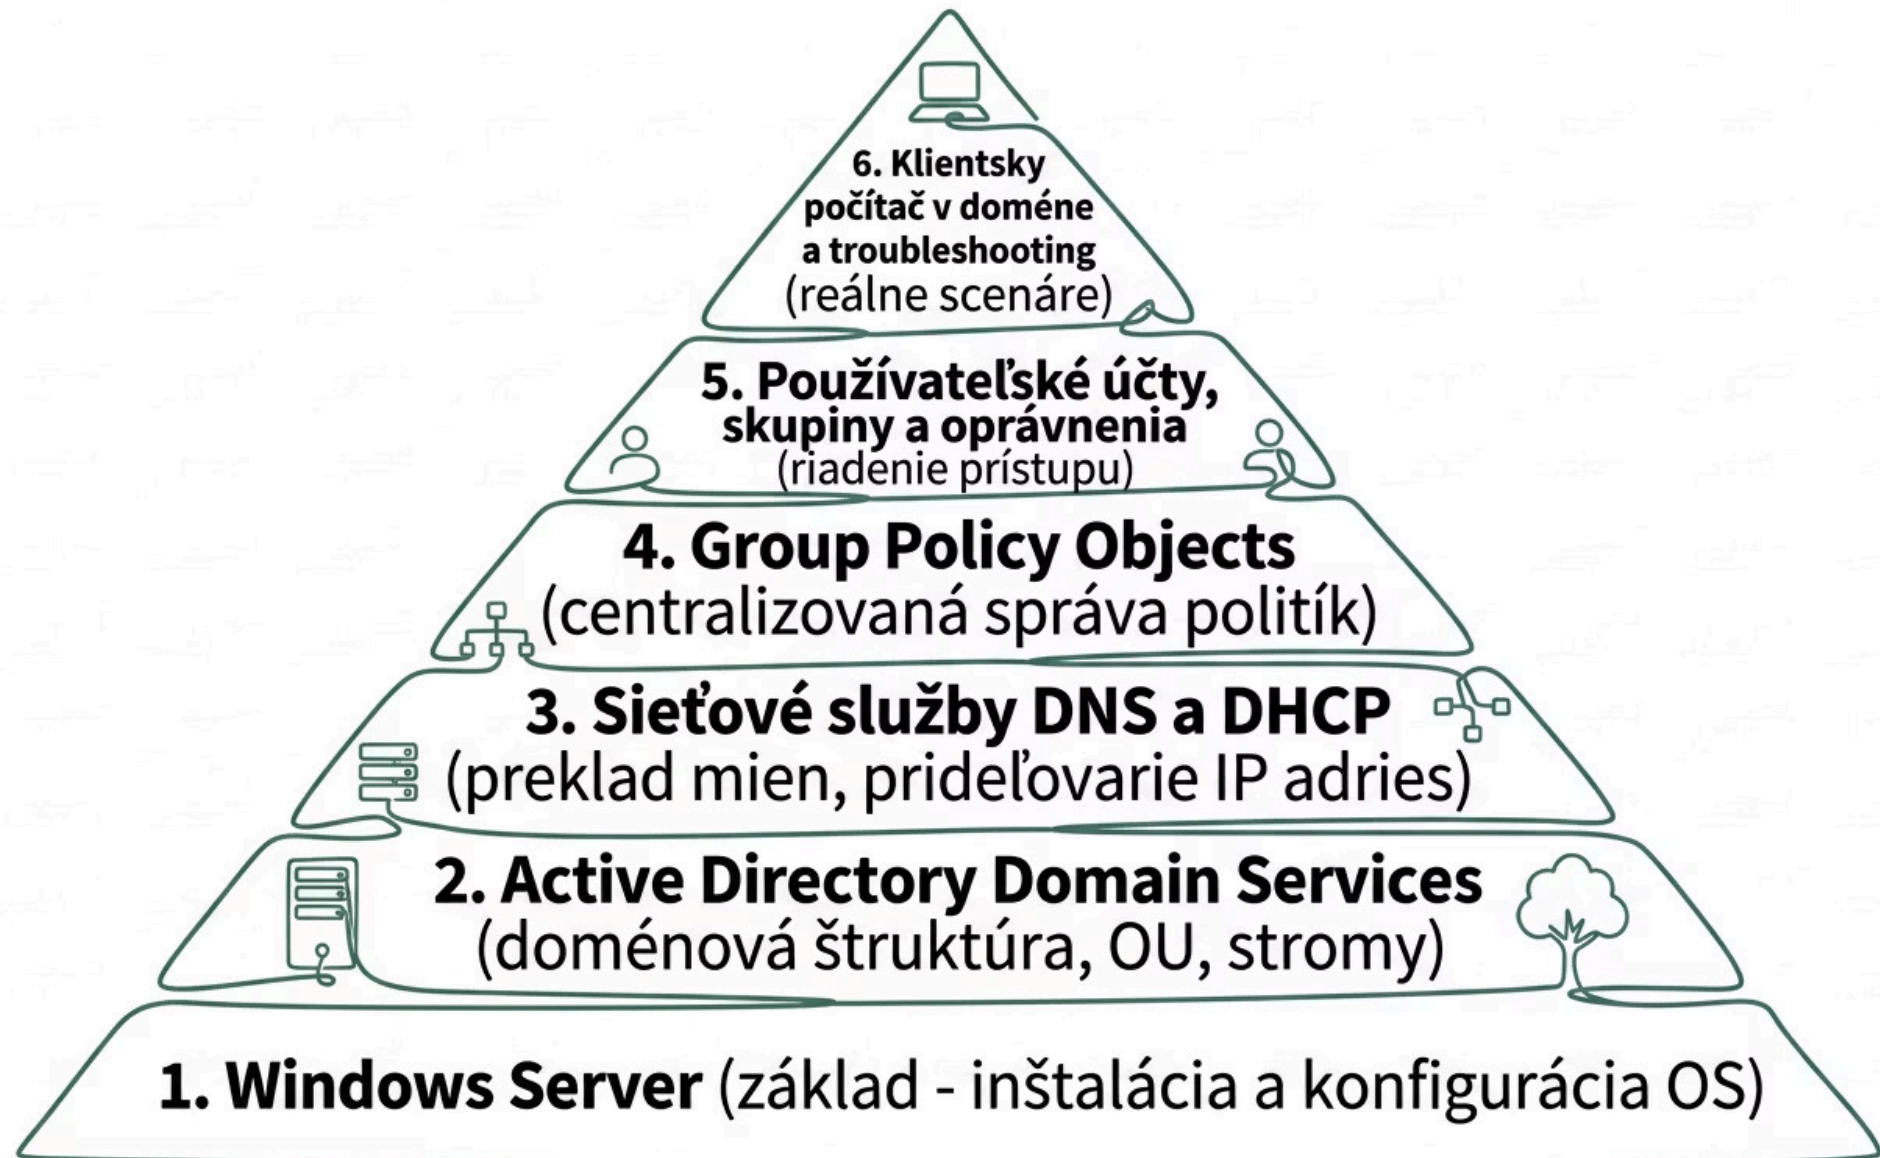 6. Klientsky
počítač v doméne
a troubleshooting
(reálne scenáre)
5. Používateľské účty,
skupiny a oprávnenia
(riadenie prístupu)
4. Group Policy Objects
(centralizovaná správa politík)
3. Sieťové služby DNS a DHCP
(preklad mien, prideľovarie IP adries)
2. Active Directory Domain Services
(doménová štruktúra, OU, stromy)
1. Windows Server (základ - inštalácia a konfigurácia OS)